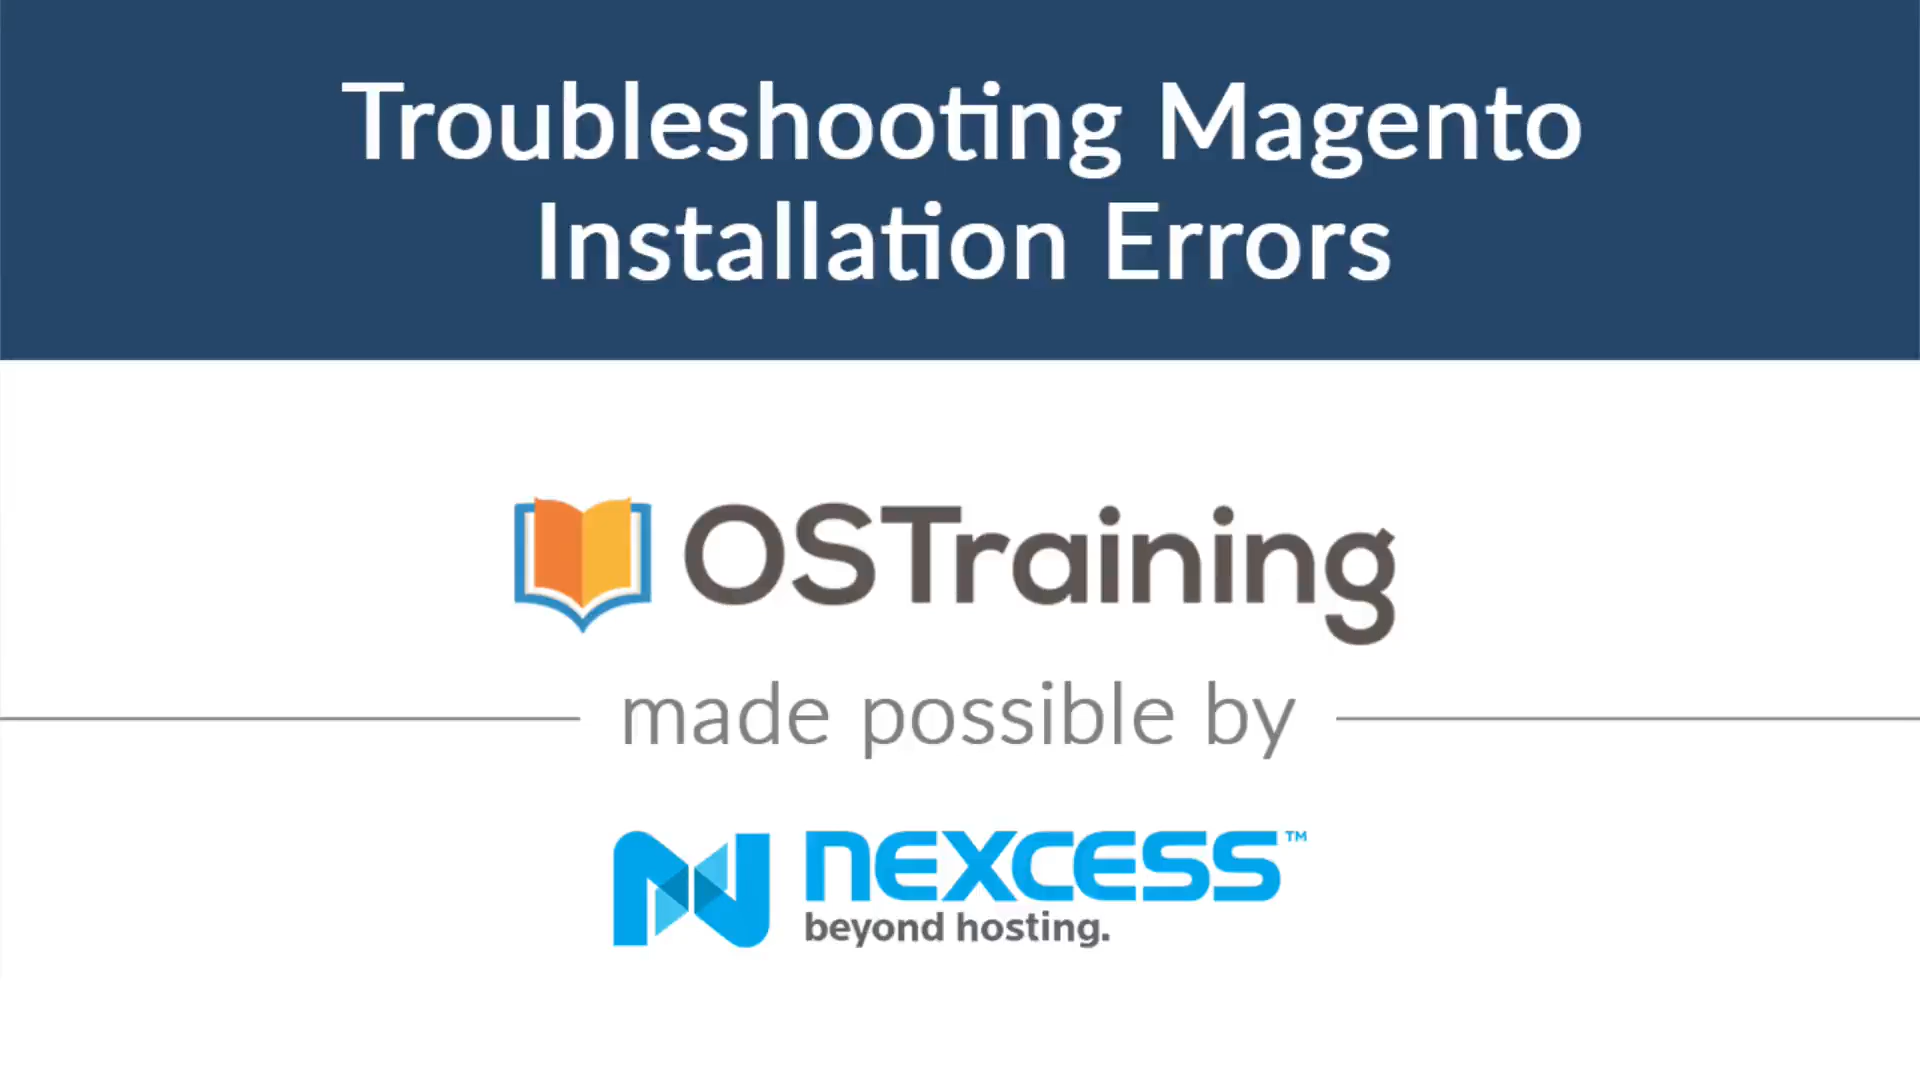 Troubleshooting Magento
Installation Errors
OSTraining
made possible by
NEXCESS™
beyond hosting.